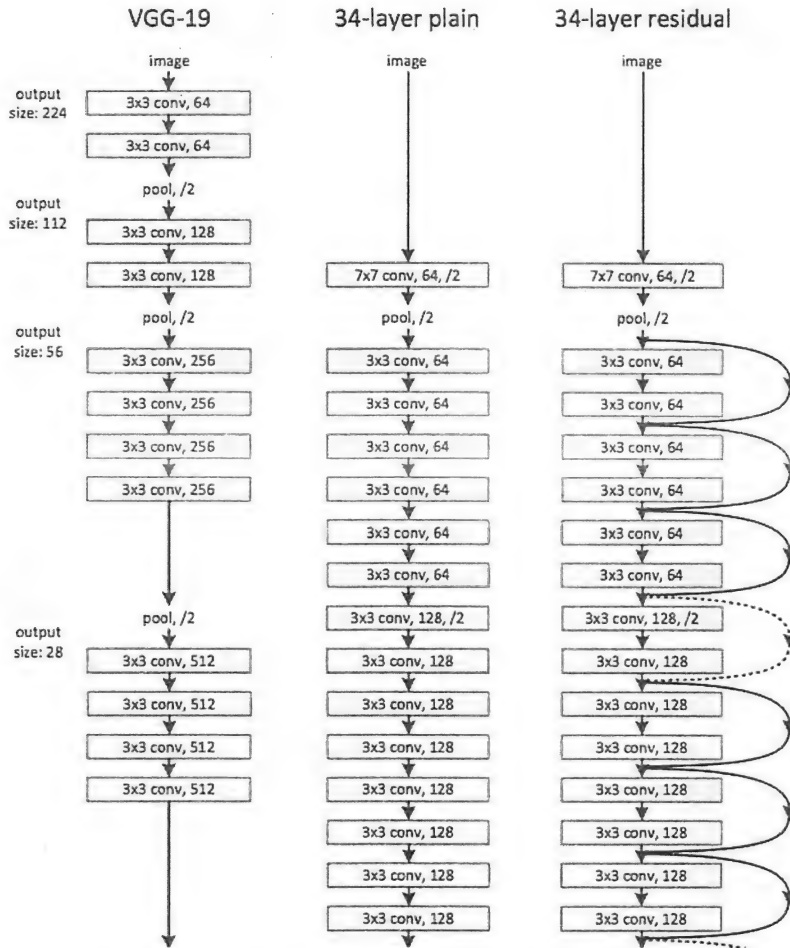 VGG-19
34-layer plain
34-layer residual
image
image
image
output
size: 224
3x3 conv, 64
3x3 conv, 64
pool, /2
output
size: 112
3x3 conv, 128
3x3 conv, 128
7x7 conv, 64, /2
7x7 conv, 64, /2
pool, /2
pool, /2
pool, /2
output
size: 56
3x3 conv, 256
3x3 conv, 64
3x3 conv, 64
3x3 conv, 256
3x3 conv, 64
3x3 conv, 64
3x3 conv, 256
3x3 conv, 64
3x3 conv, 64
3x3 conv, 256
3x3 conv, 64
3x3 conv, 64
3x3 conv, 64
3x3 conv, 64
3x3 conv, 64
3x3 conv, 64
pool, /2
3x3 conv, 128, /2
3x3 conv, 128, /2
output
size: 28
3x3 conv, 512
3x3 conv, 128
3x3 conv, 128
3x3 conv, 512
3x3 conv, 128
3x3 conv, 128
3x3 conv, 512
3x3 conv, 128
3x3 conv, 128
3x3 conv, 512
3x3 conv, 128
3x3 conv, 128
3x3 conv, 128
3x3 conv, 128
3x3 conv, 128
3x3 conv, 128
3x3 conv, 128
3x3 conv, 128